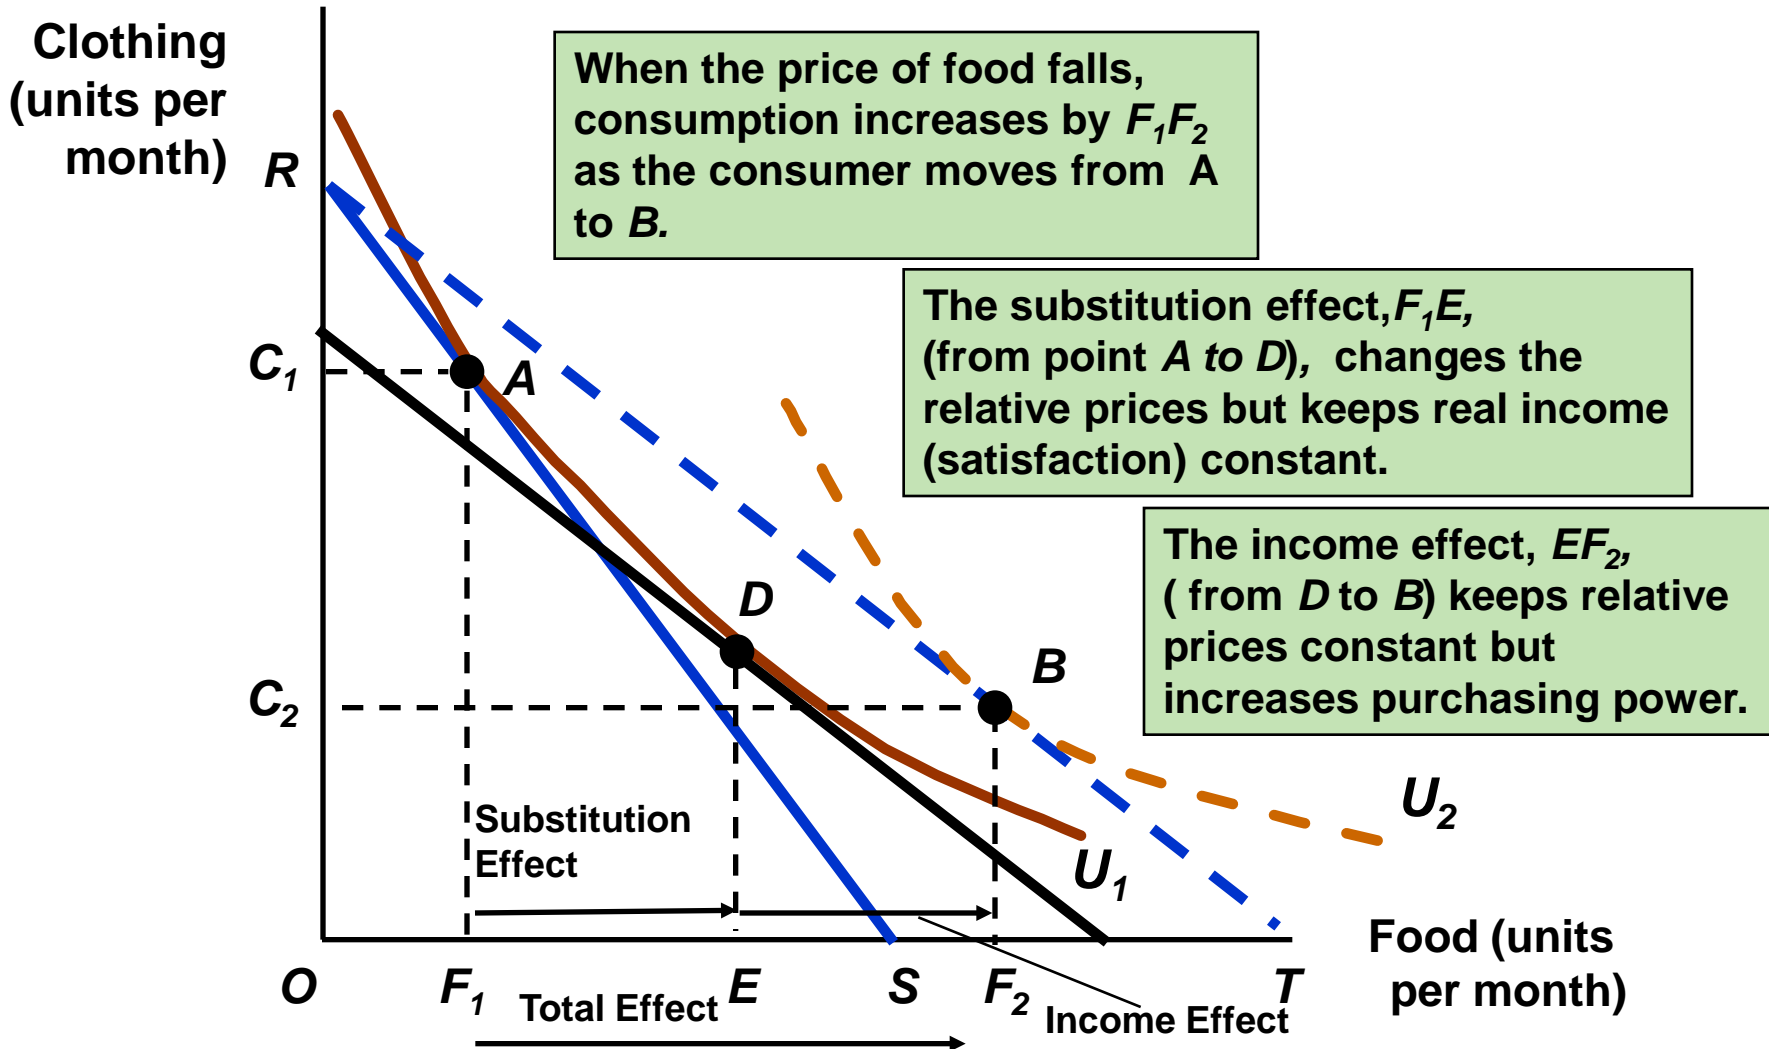 Clothing
(units per
month)
When the price of food falls,
consumption increases by F₁F₂
as the consumer moves from A
to B.
R
The substitution effect,F₁E,
(from point A to D), changes the
relative prices but keeps real income
(satisfaction) constant.
C₁
A
The income effect, EF₂,
( from D to B) keeps relative
prices constant but
increases purchasing power.
D
B
C₂
U₂
Substitution
Effect
U₁
Food (units
per month)
O
F₁
E
S
F₂
T
Total Effect
Income Effect